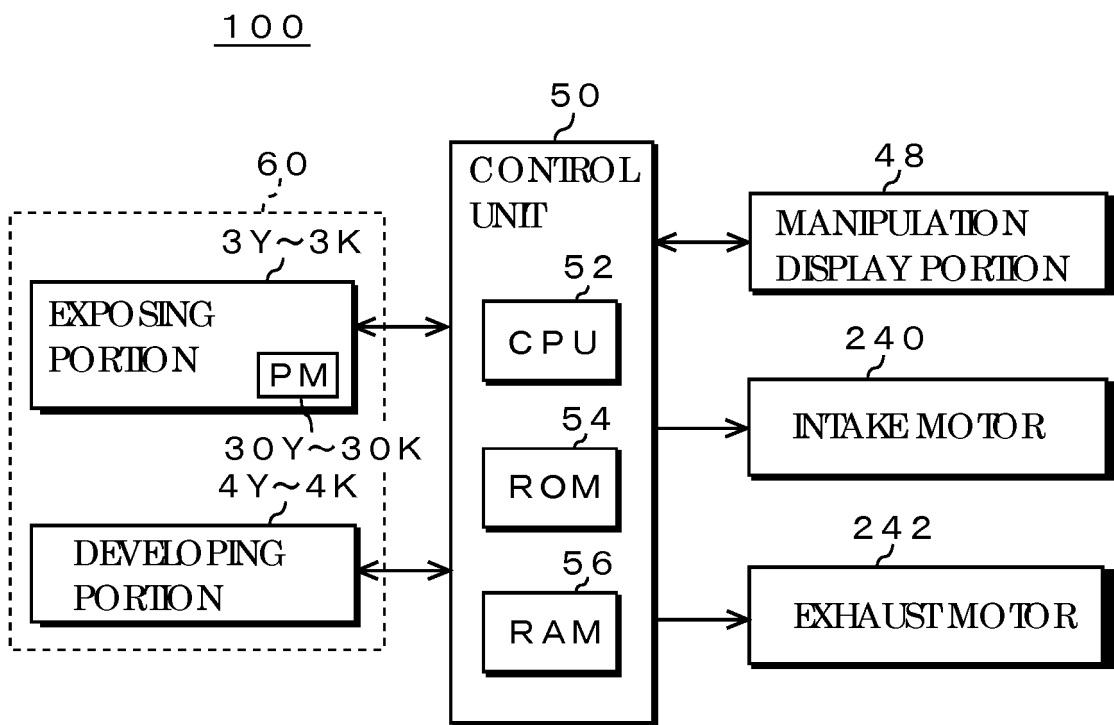 100
50
CONTROL
UNIT
52
CPU
54
ROM
56
RAM
60
3Y～3K
EXPOSING
PORTION
PM
30Y～30K
4Y～4K
DEVELOPING
PORTION
48
MANIPULATION
DISPLAY PORTION
240
INTAKE MOTOR
242
EXHAUST MOTOR